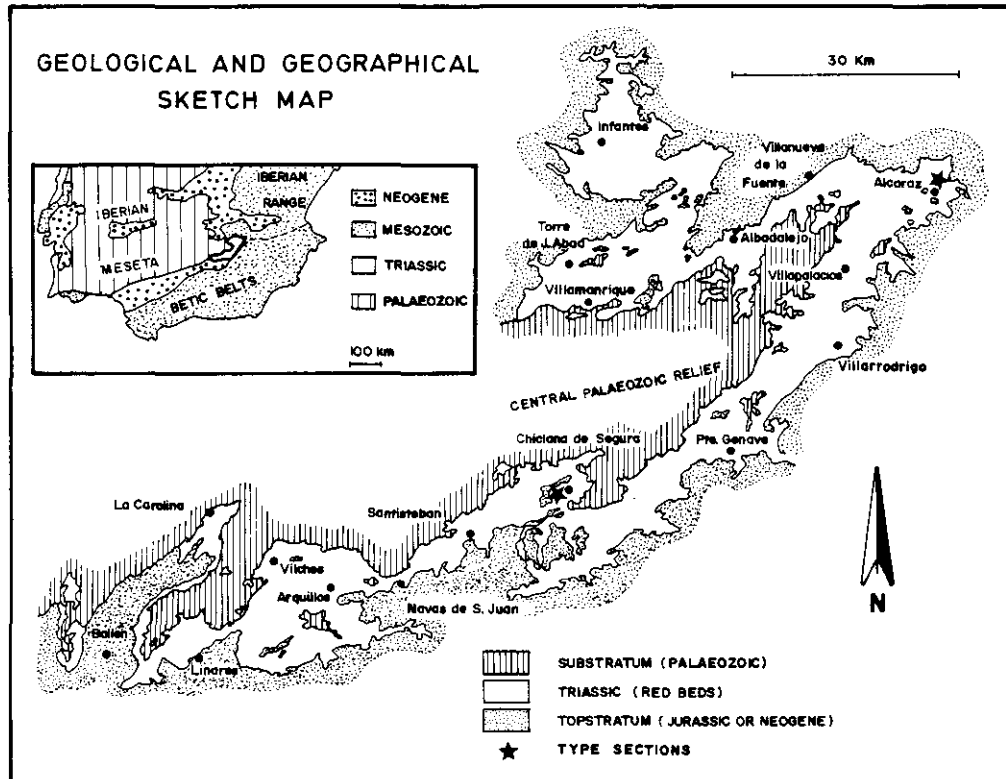 GEOLOGICAL AND GEOGRAPHICAL
SKETCH MAP
30 Km
IBERIAN
RANGE
IBERIAN
MESETA
BETIC BELTS
NEOGENE
MESOZOIC
TRIASSIC
PALAEOZOIC
100 Km
Infantes
Villanueva
de la
Fuente
Alcaraz
Torre
de J.Abad
Albadalejo
Villapalacios
Villamanrique
Villarrodrigo
CENTRAL PALAEOZOIC RELIEF
Chiclana de Segura
Pte. Genave
La Carolina
Santisteban
Vilches
Arquillos
Navas de S. Juan
Bailen
Linares
N
SUBSTRATUM (PALAEOZOIC)
TRIASSIC (RED BEDS)
TOPSTRATUM (JURASSIC OR NEOGENE)
TYPE SECTIONS